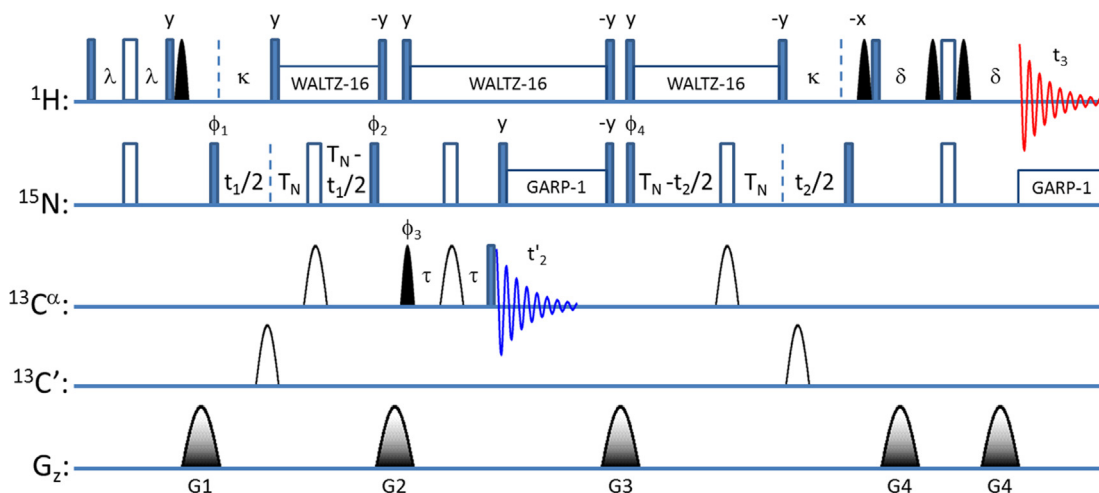 y y -y y -y y -y -x
¹H: λ λ κ WALTZ-16 WALTZ-16 WALTZ-16 κ δ δ t₃
ϕ₁ ϕ₂ y -y ϕ₄
¹⁵N: t₁/2 T_N T_N- t₁/2 GARP-1 T_N-t₂/2 T_N t₂/2 GARP-1
ϕ₃ t'₂
¹³Cᵅ: τ τ
¹³C':
G_z:
G1 G2 G3 G4 G4